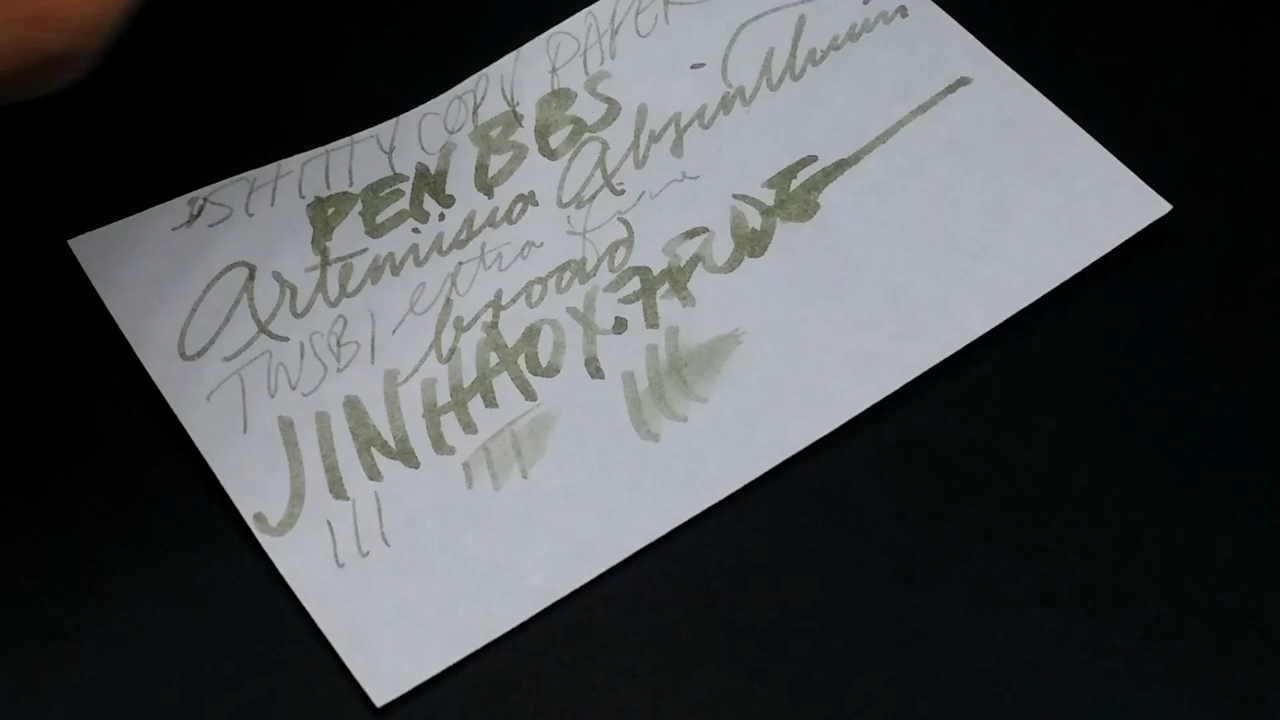 SHITTY COPY PAPER
PEN BBS
Artemisia Absinthium
TWSBI extra fine
broad
JINHAO X